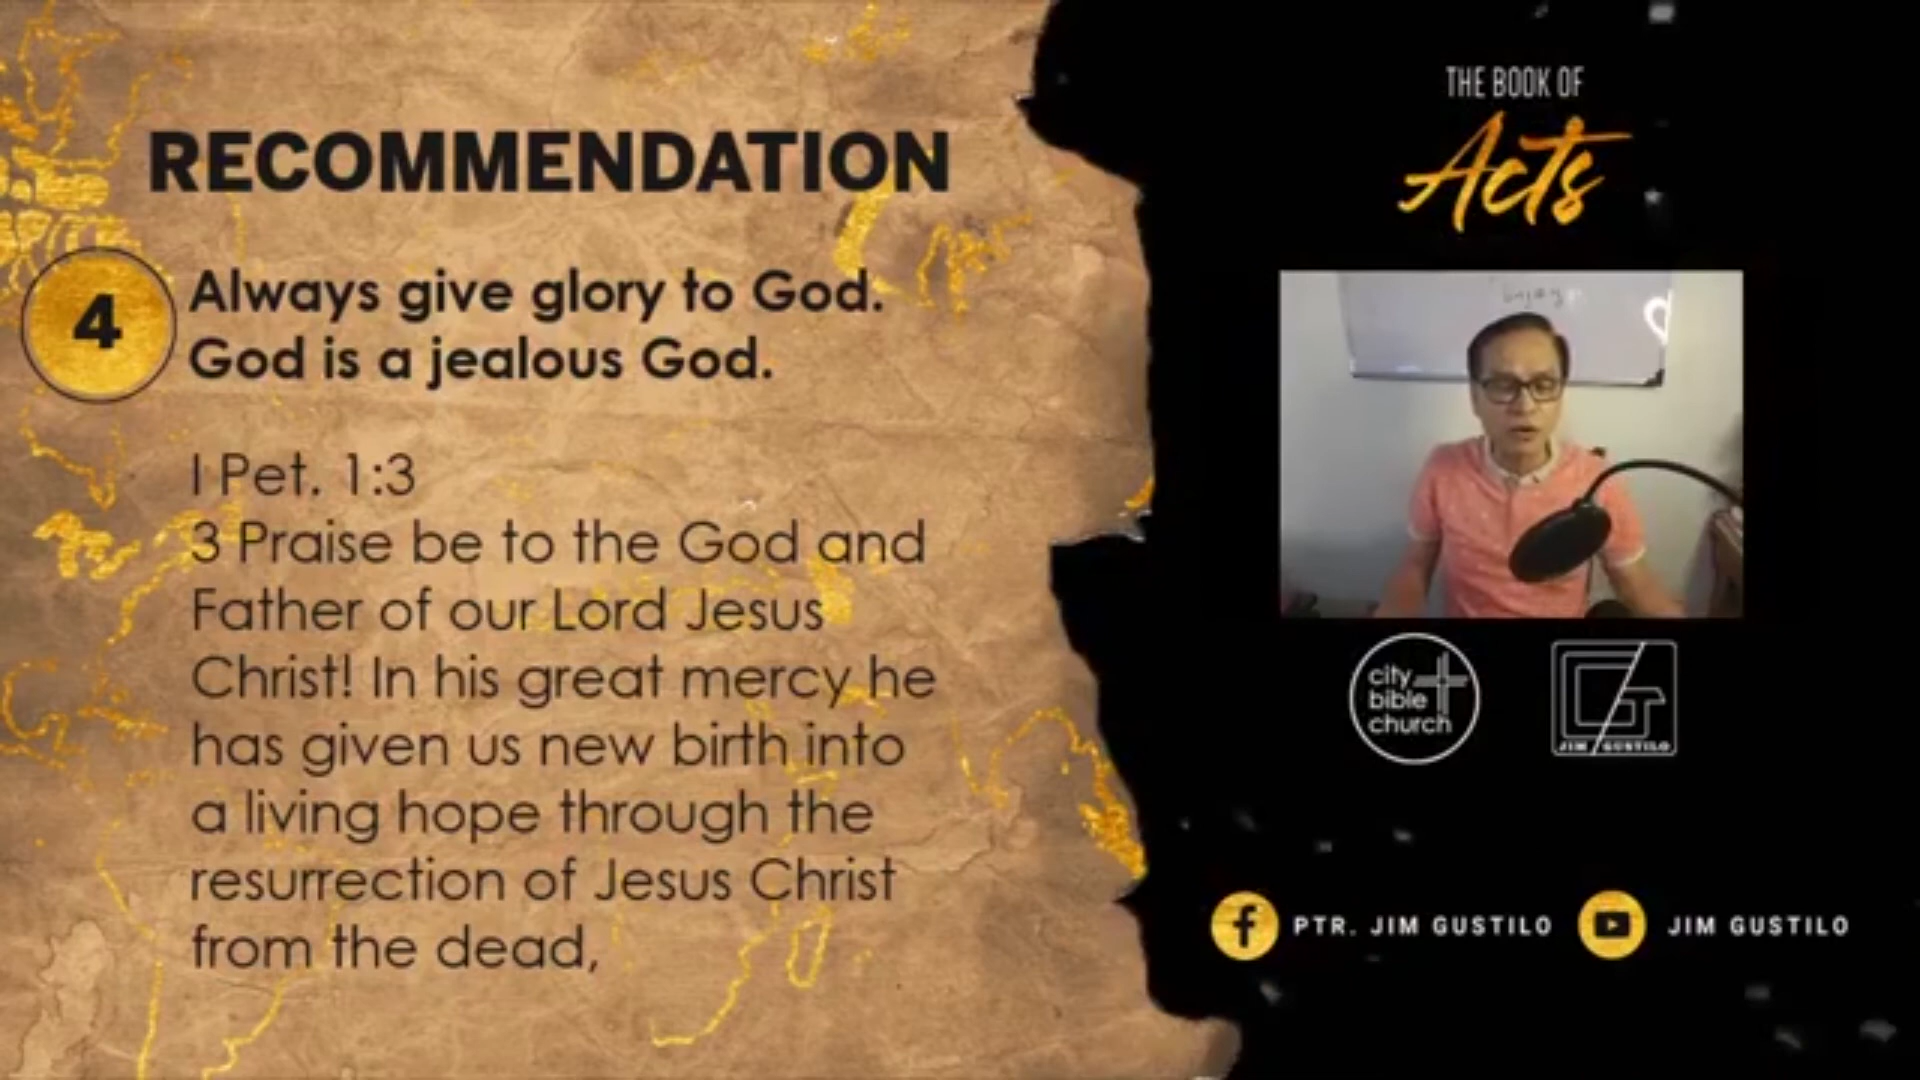 RECOMMENDATION
4
Always give glory to God.
God is a jealous God.
I Pet. 1:3
3 Praise be to the God and
Father of our Lord Jesus
Christ! In his great mercy he
has given us new birth into
a living hope through the
resurrection of Jesus Christ
from the dead,
THE BOOK OF
Acts
city
bible
church
JIM GUSTILO
PTR. JIM GUSTILO
JIM GUSTILO